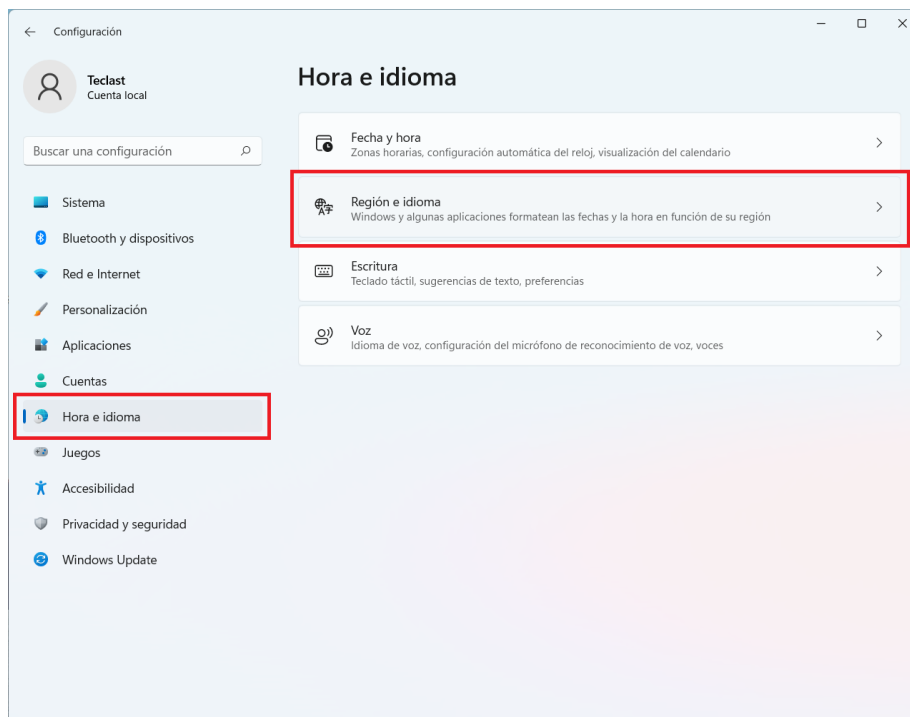 Configuración
Teclast
Cuenta local
Buscar una configuración
Sistema
Bluetooth y dispositivos
Red e Internet
Personalización
Aplicaciones
Cuentas
Hora e idioma
Juegos
Accesibilidad
Privacidad y seguridad
Windows Update
Hora e idioma
Fecha y hora
Zonas horarias, configuración automática del reloj, visualización del calendario
Región e idioma
Windows y algunas aplicaciones formatean las fechas y la hora en función de su región
Escritura
Teclado táctil, sugerencias de texto, preferencias
Voz
Idioma de voz, configuración del micrófono de reconocimiento de voz, voces